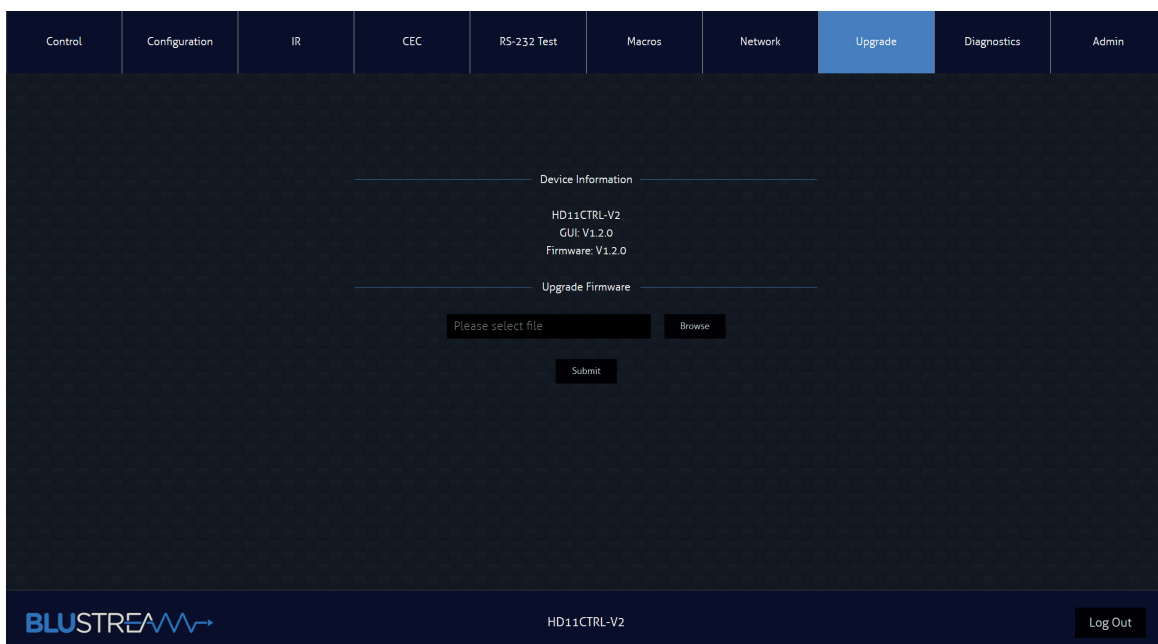 Control
Configuration
IR
CEC
RS-232 Test
Macros
Network
Upgrade
Diagnostics
Admin
Device Information
HD11CTRL-V2
GUI: V1.2.0
Firmware: V1.2.0
Upgrade Firmware
Please select file
Browse
Submit
BLUSTREAM
HD11CTRL-V2
Log Out